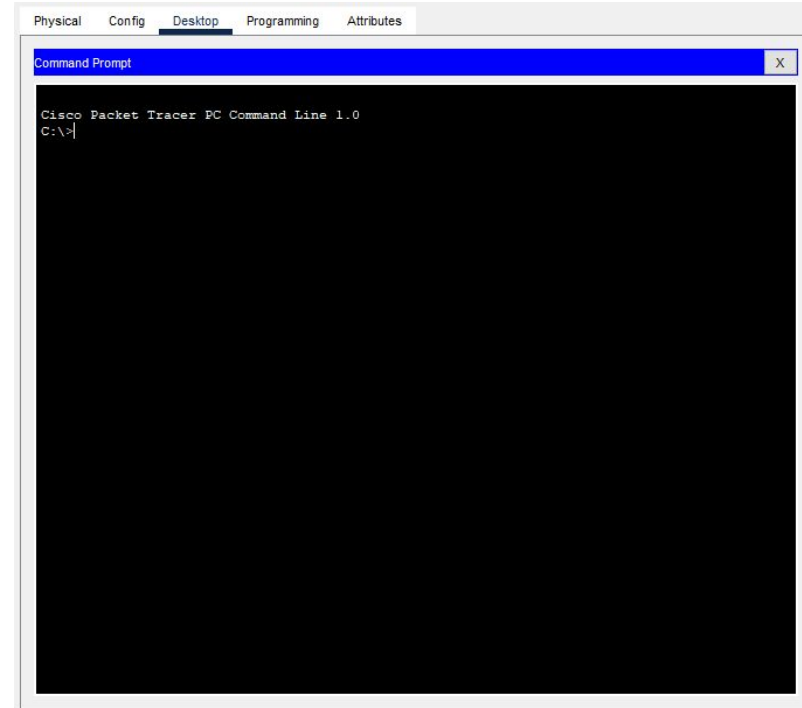 Physical Config Desktop Programming Attributes
Command Prompt X
Cisco Packet Tracer PC Command Line 1.0
C:\>